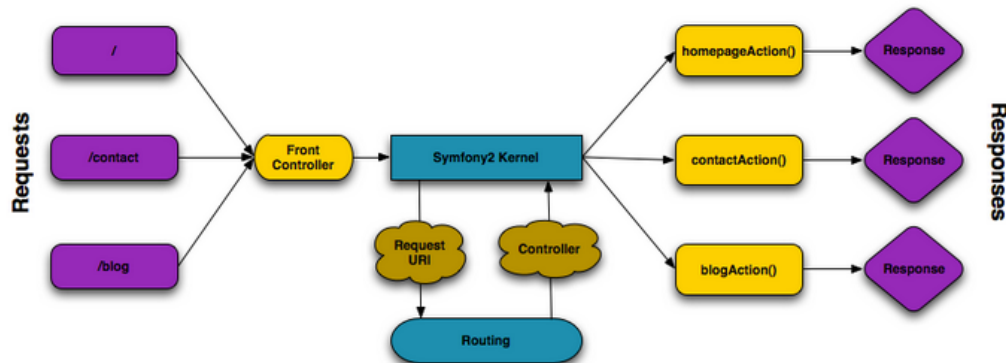 Requests
/
/contact
/blog
Front
Controller
Symfony2 Kernel
Request
URI
Controller
Routing
homepageAction()
contactAction()
blogAction()
Response
Response
Response
Responses